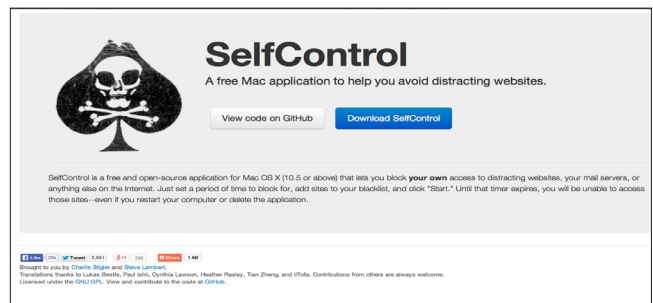 SelfControl
A free Mac application to help you avoid distracting websites.
View code on GitHub
Download SelfControl
SelfControl is a free and open-source application for Mac OS X (10.5 or above) that lets you block your own access to distracting websites, your mail servers, or
anything else on the Internet. Just set a period of time to block for, add sites to your blacklist, and click "Start." Until that timer expires, you will be unable to access
those sites--even if you restart your computer or delete the application.
Like Tweet 2,651 +1 Share 1.6K
Brought to you by Charlie Stigler and Steve Lambert.
Translations thanks to Lukas Bestle, Paul Ishii, Cynthia Lawson, Heather Rasley, Tian Zheng, and Contributions from others are always welcome.
Licensed under the GNU GPL. View and contribute to the code at GitHub.